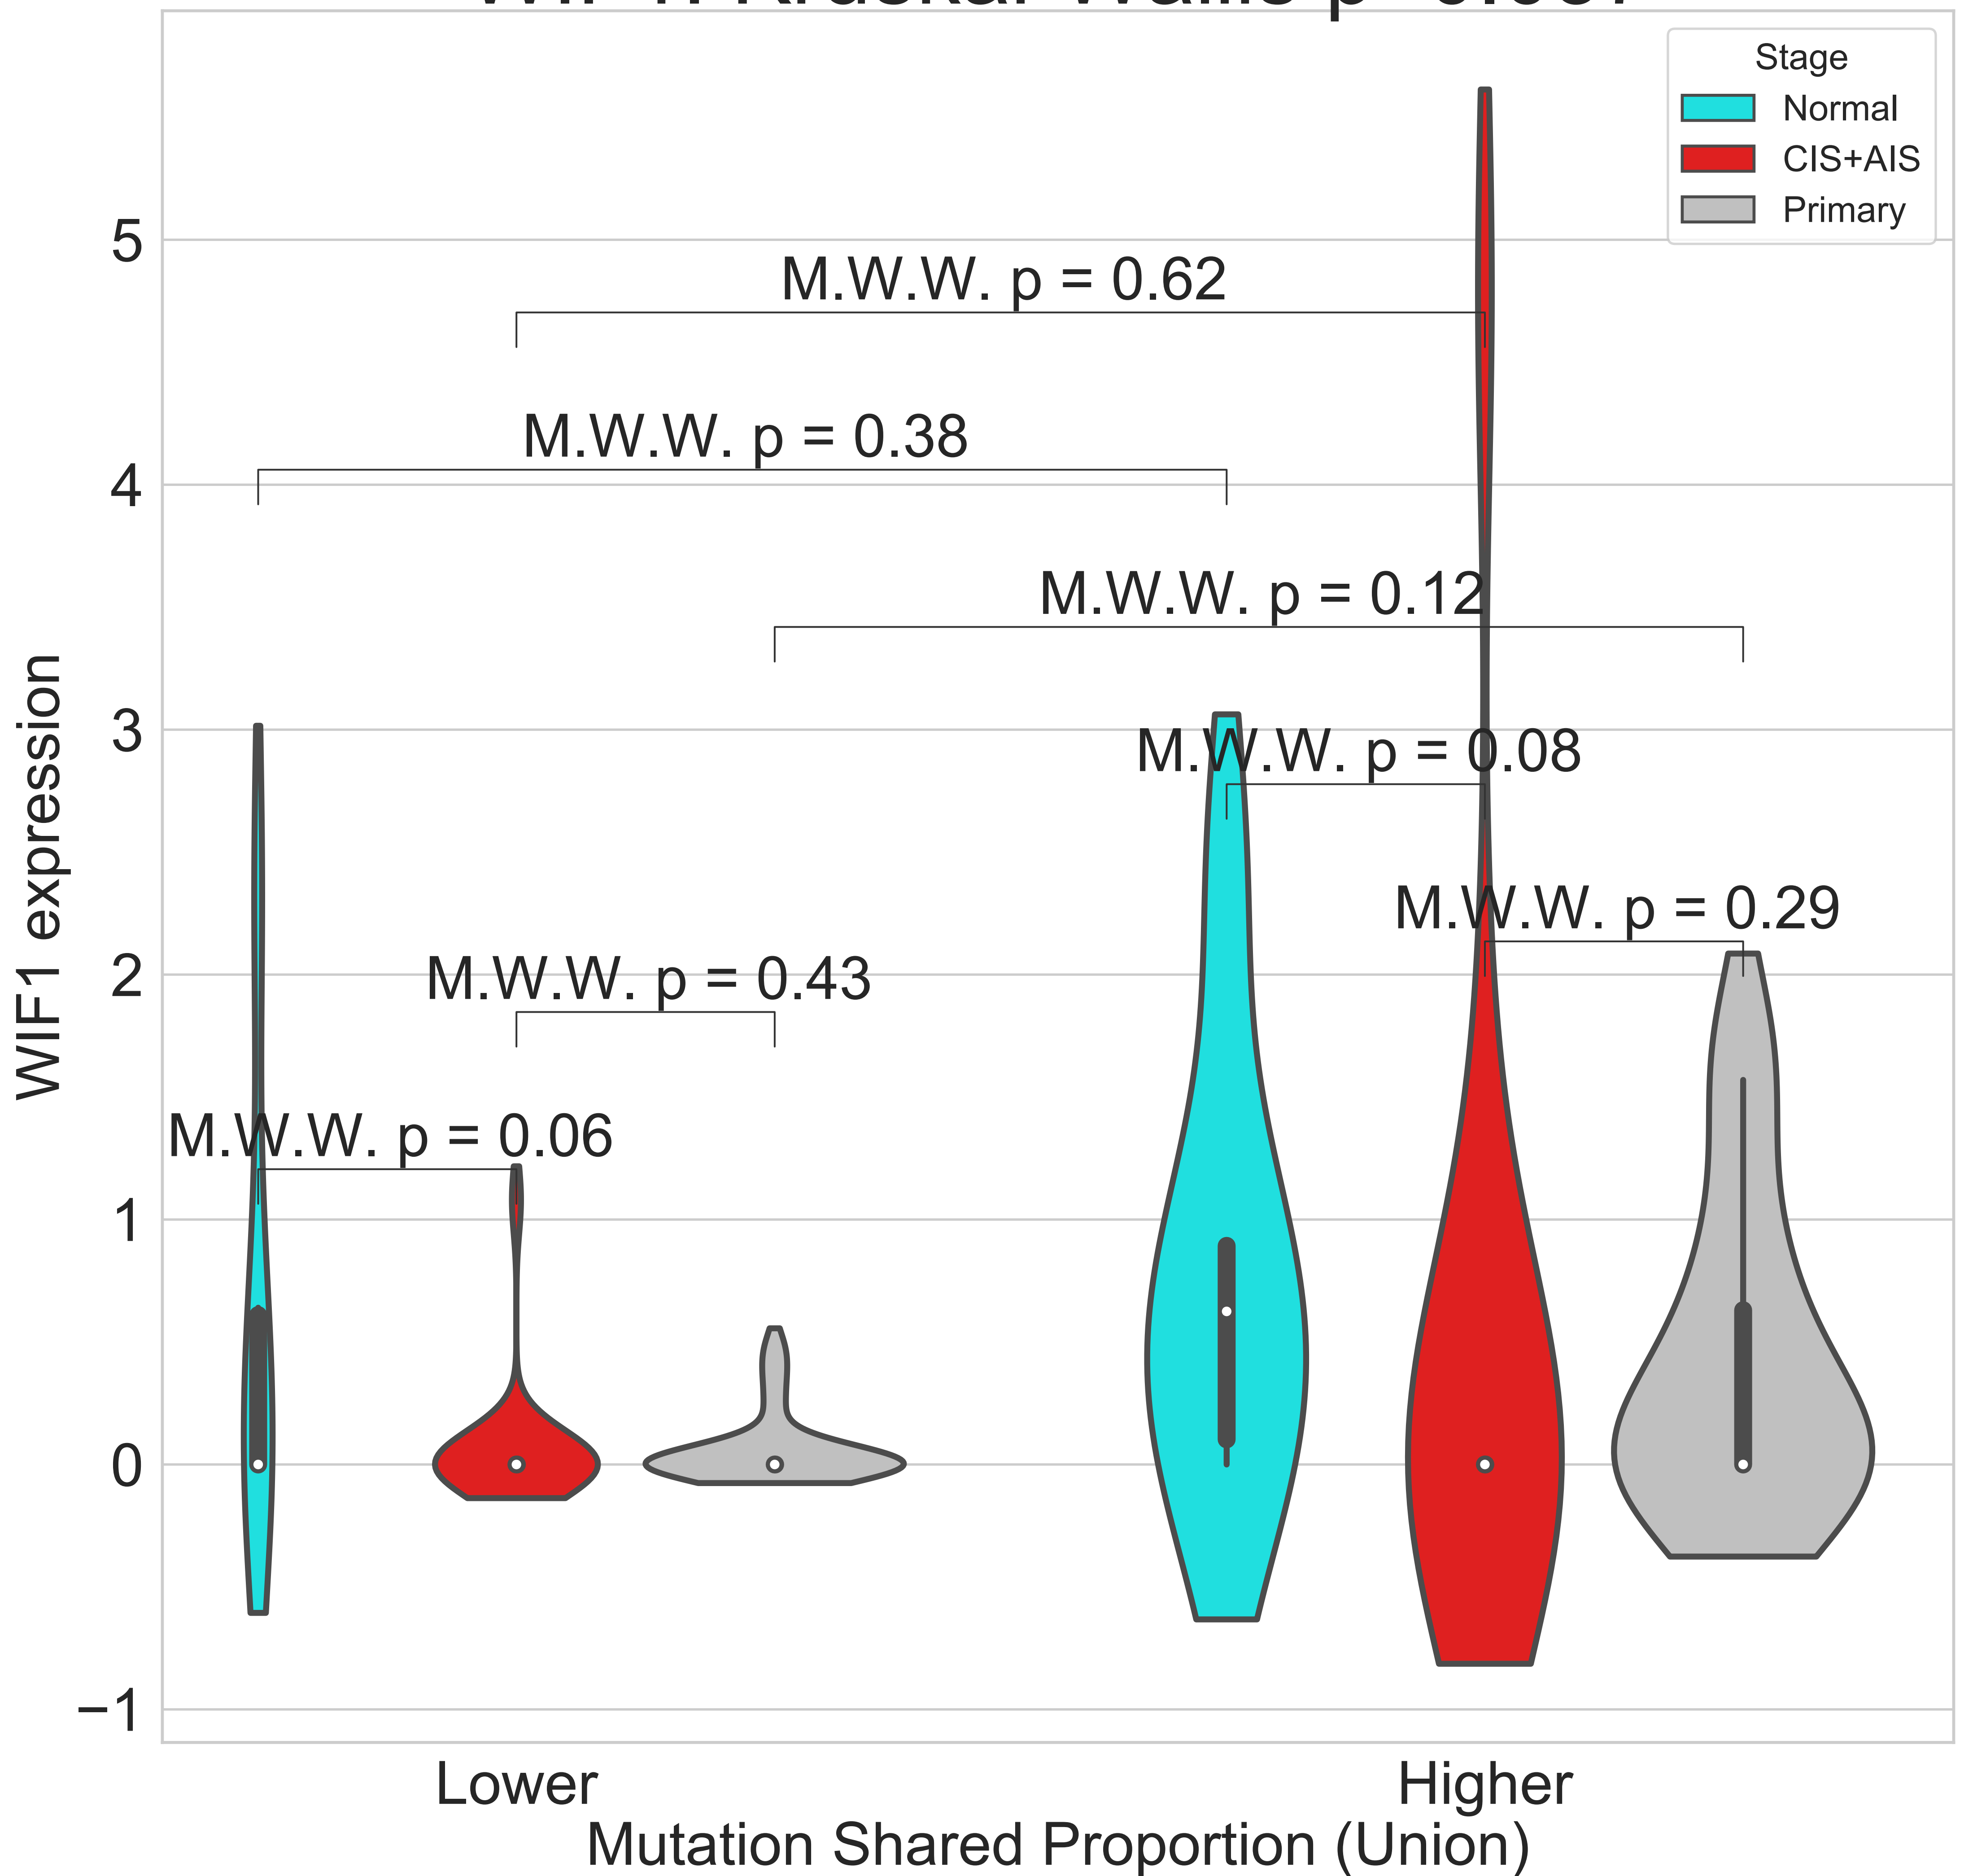 Stage
Normal
CIS+AIS
Primary
M.W.W. p = 0.62
M.W.W. p = 0.38
M.W.W. p = 0.12
M.W.W. p = 0.08
M.W.W. p = 0.29
M.W.W. p = 0.43
M.W.W. p = 0.06
5
4
3
2
1
0
−1
WIF1 expression
Lower
Higher
Mutation Shared Proportion (Union)